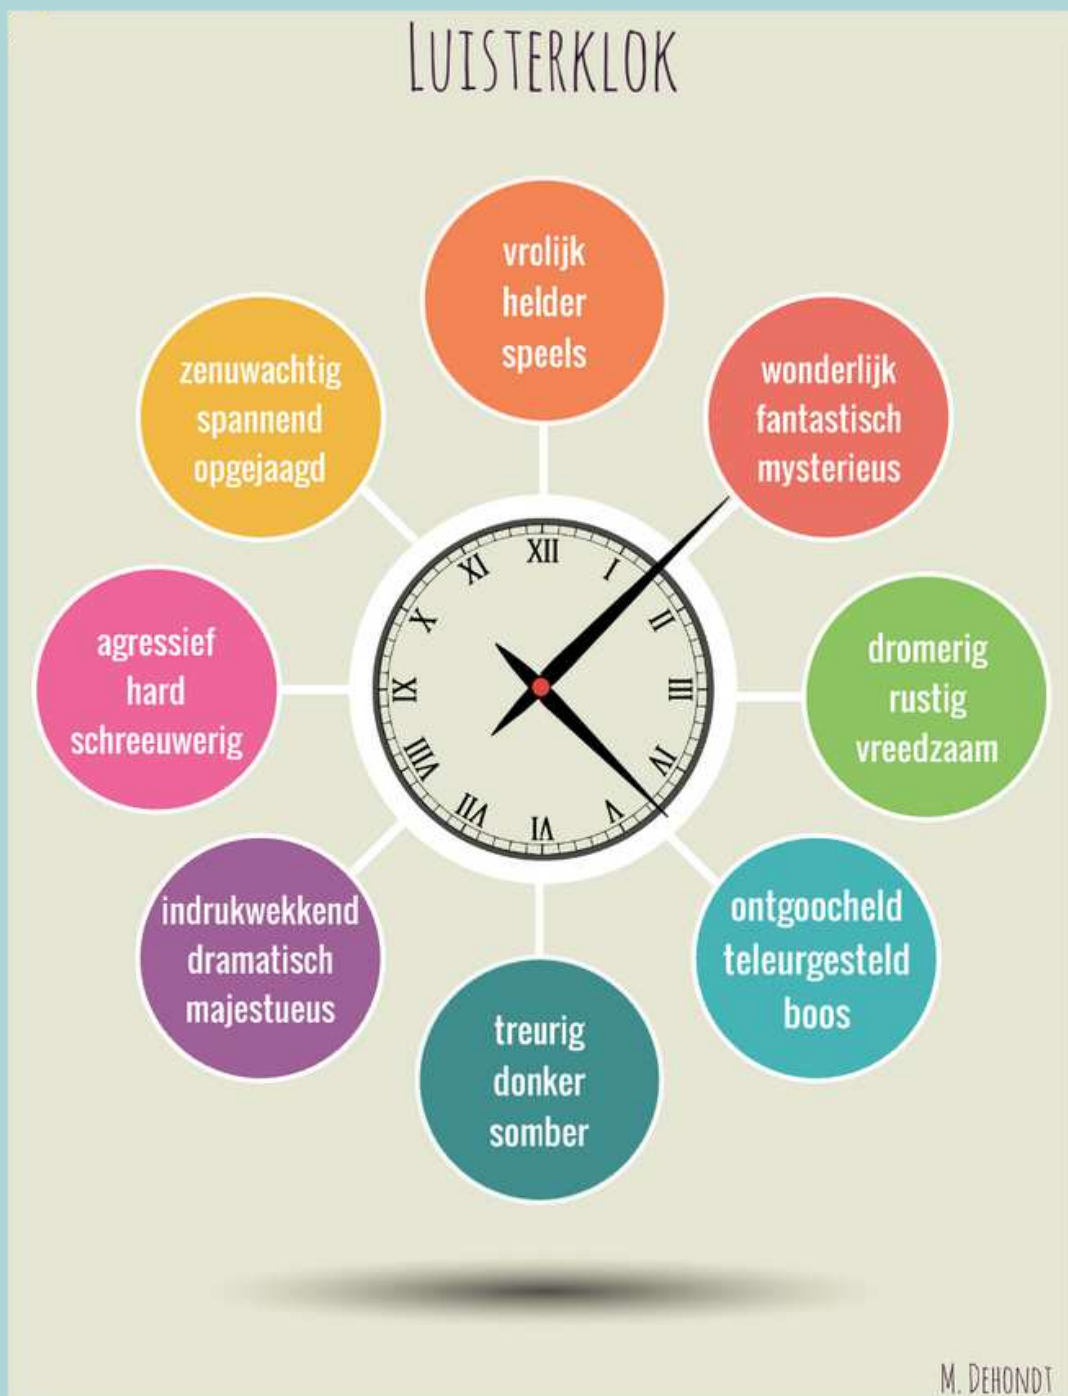 LUISTERKLOK
vrolijk
helder
speels
wonderlijk
fantastisch
mysterieus
dromerig
rustig
vreedzaam
ontgoocheld
teleurgesteld
boos
treurig
donker
somber
indrukwekkend
dramatisch
majestueus
agressief
hard
schreeuwerig
zenuwachtig
spannend
opgejaagd
XII
I
II
III
IV
V
VI
VII
VIII
IX
X
XI
M. DEHONDT